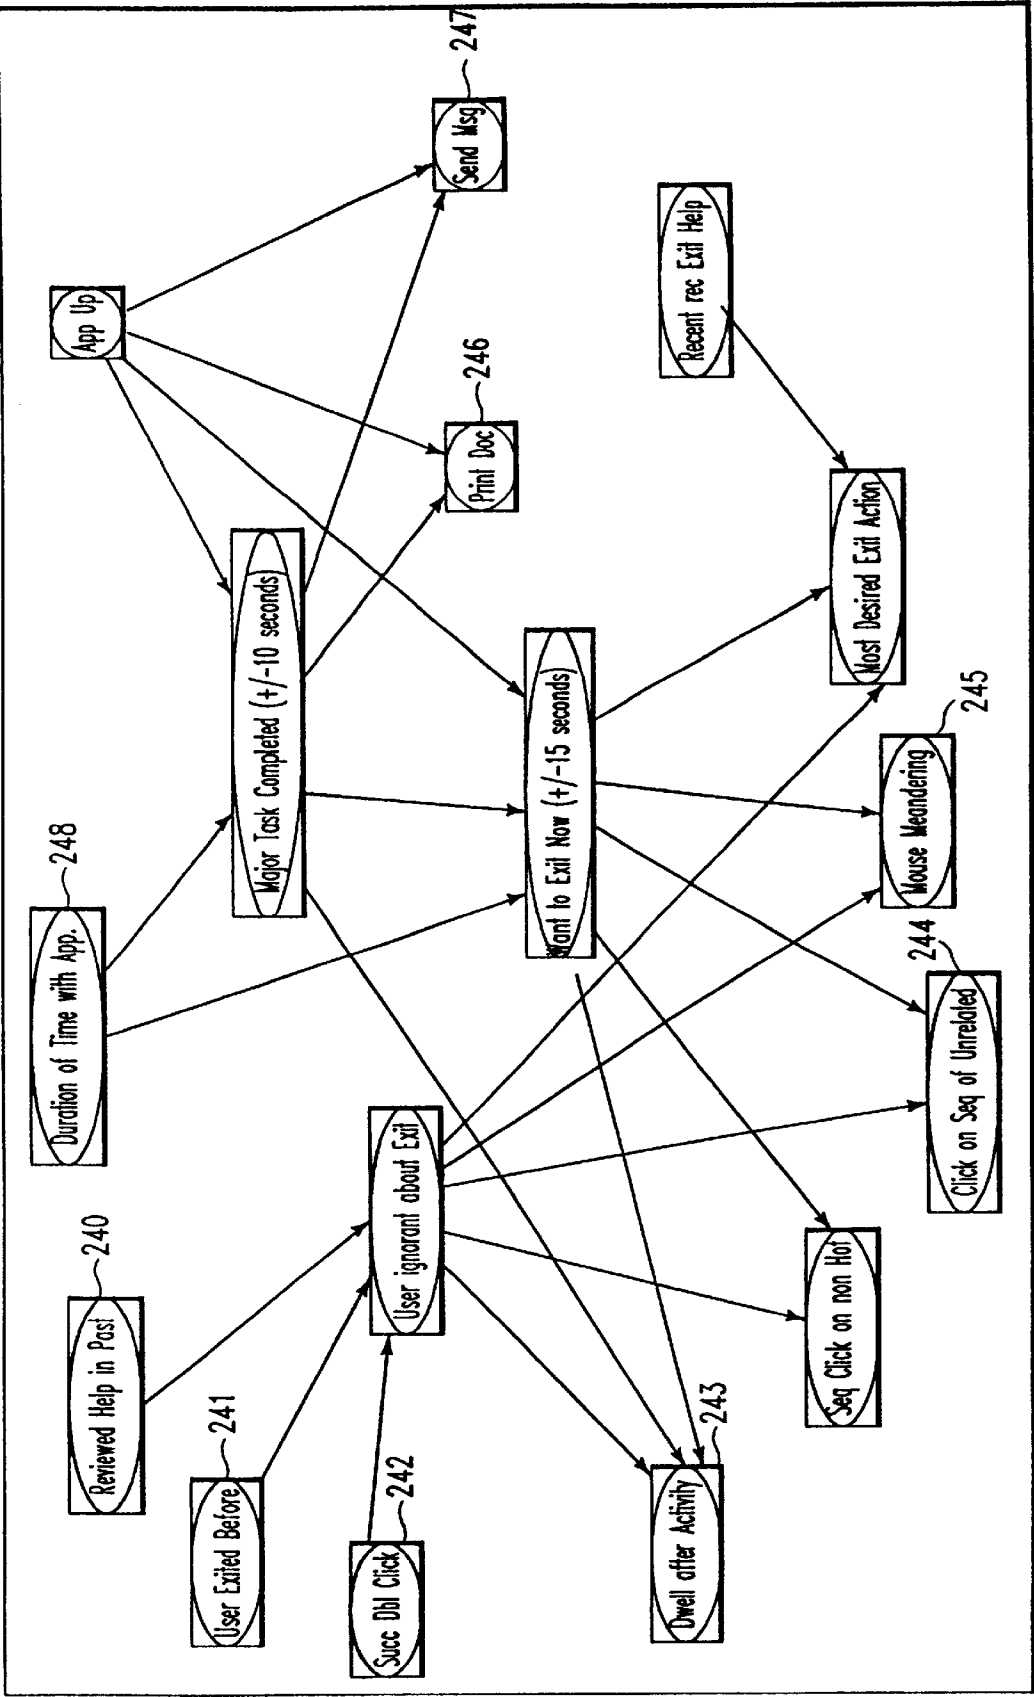 Reviewed Help in Past
240
User Exited Before
241
Succ Dbl Click
242
Duration of Time with App.
248
App Up
Major Task Completed (+/-10 seconds)
User ignorant about Exit
Print Doc
246
Send Msg
247
Want to Exit Now (+/-15 seconds)
Recent rec Exit Help
Dwell after Activity
243
Seq Click on non Hot
Click on Seq of Unrelated
244
Mouse Meandering
245
Most Desired Exit Action